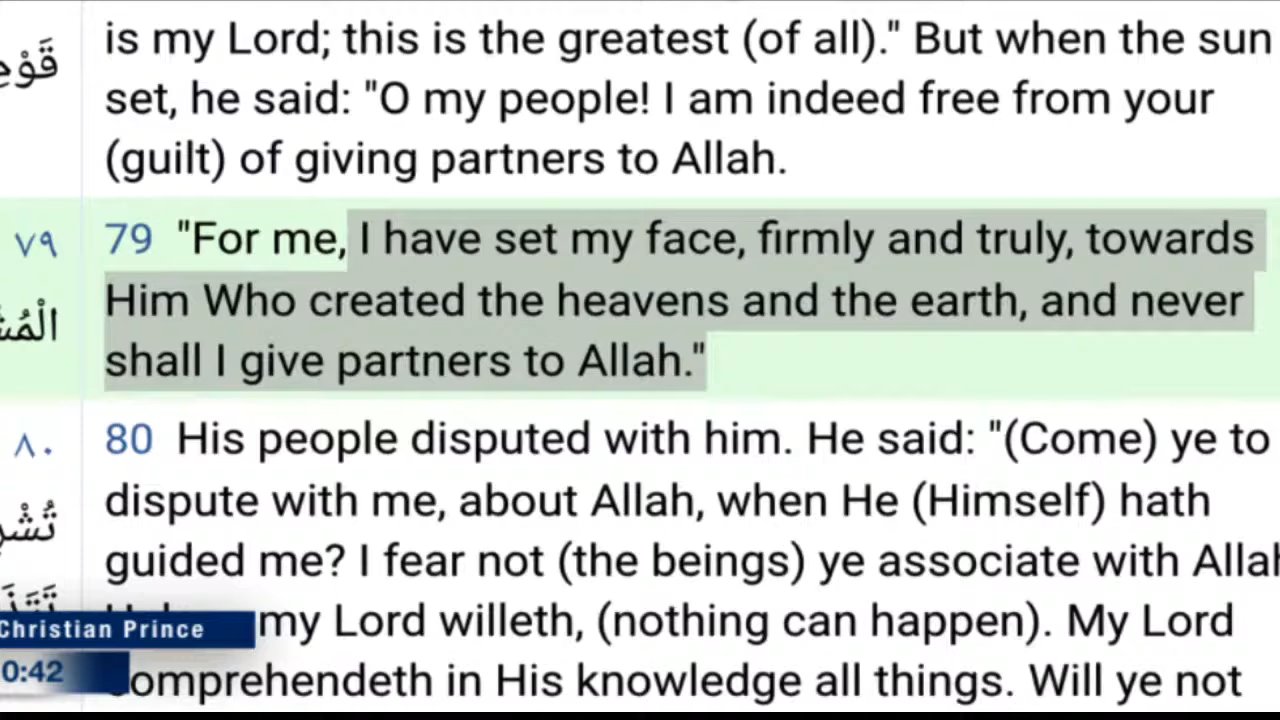 is my Lord; this is the greatest (of all)." But when the sun
set, he said: "O my people! I am indeed free from your
(guilt) of giving partners to Allah.
٧٩
79 "For me, I have set my face, firmly and truly, towards
Him Who created the heavens and the earth, and never
shall I give partners to Allah."
٨٠
80 His people disputed with him. He said: "(Come) ye to
dispute with me, about Allah, when He (Himself) hath
guided me? I fear not (the beings) ye associate with Allah
my Lord willeth, (nothing can happen). My Lord
comprehendeth in His knowledge all things. Will ye not
Christian Prince
0:42